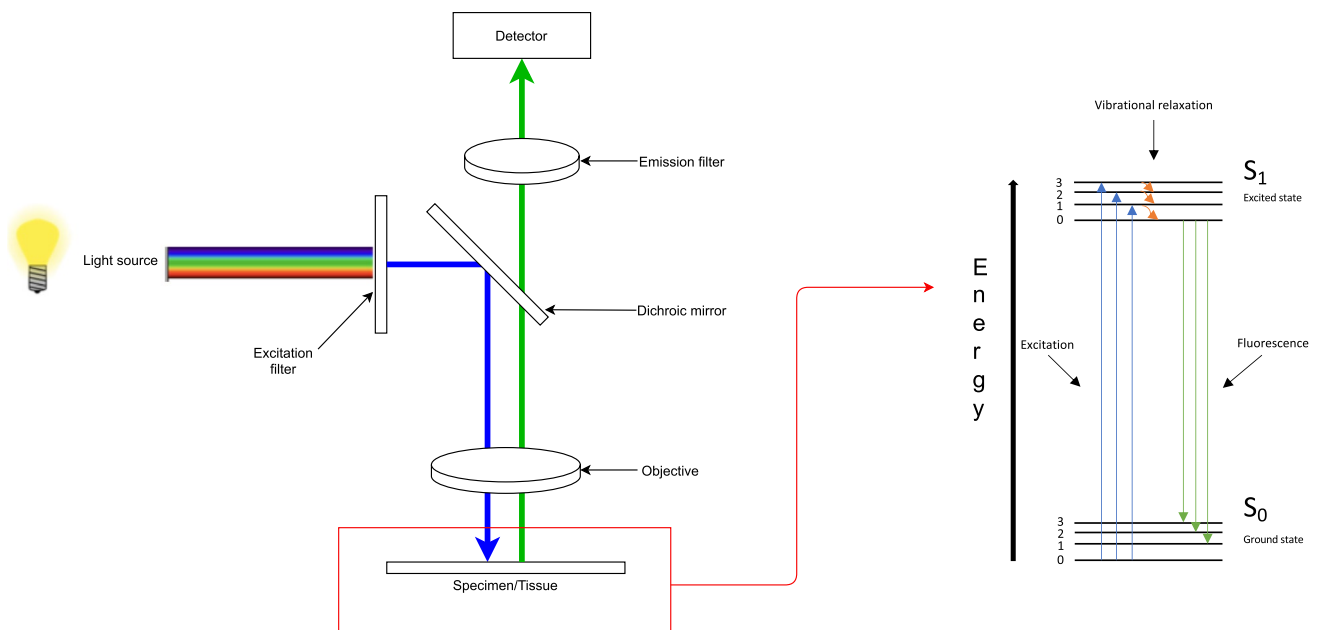 Detector
Emission filter
Light source
Dichroic mirror
Excitation
filter
Objective
Specimen/Tissue
Vibrational relaxation
S1
Excited state
3
2
1
0
E
n
e
r
g
y
Excitation
Fluorescence
S0
Ground state
3
2
1
0